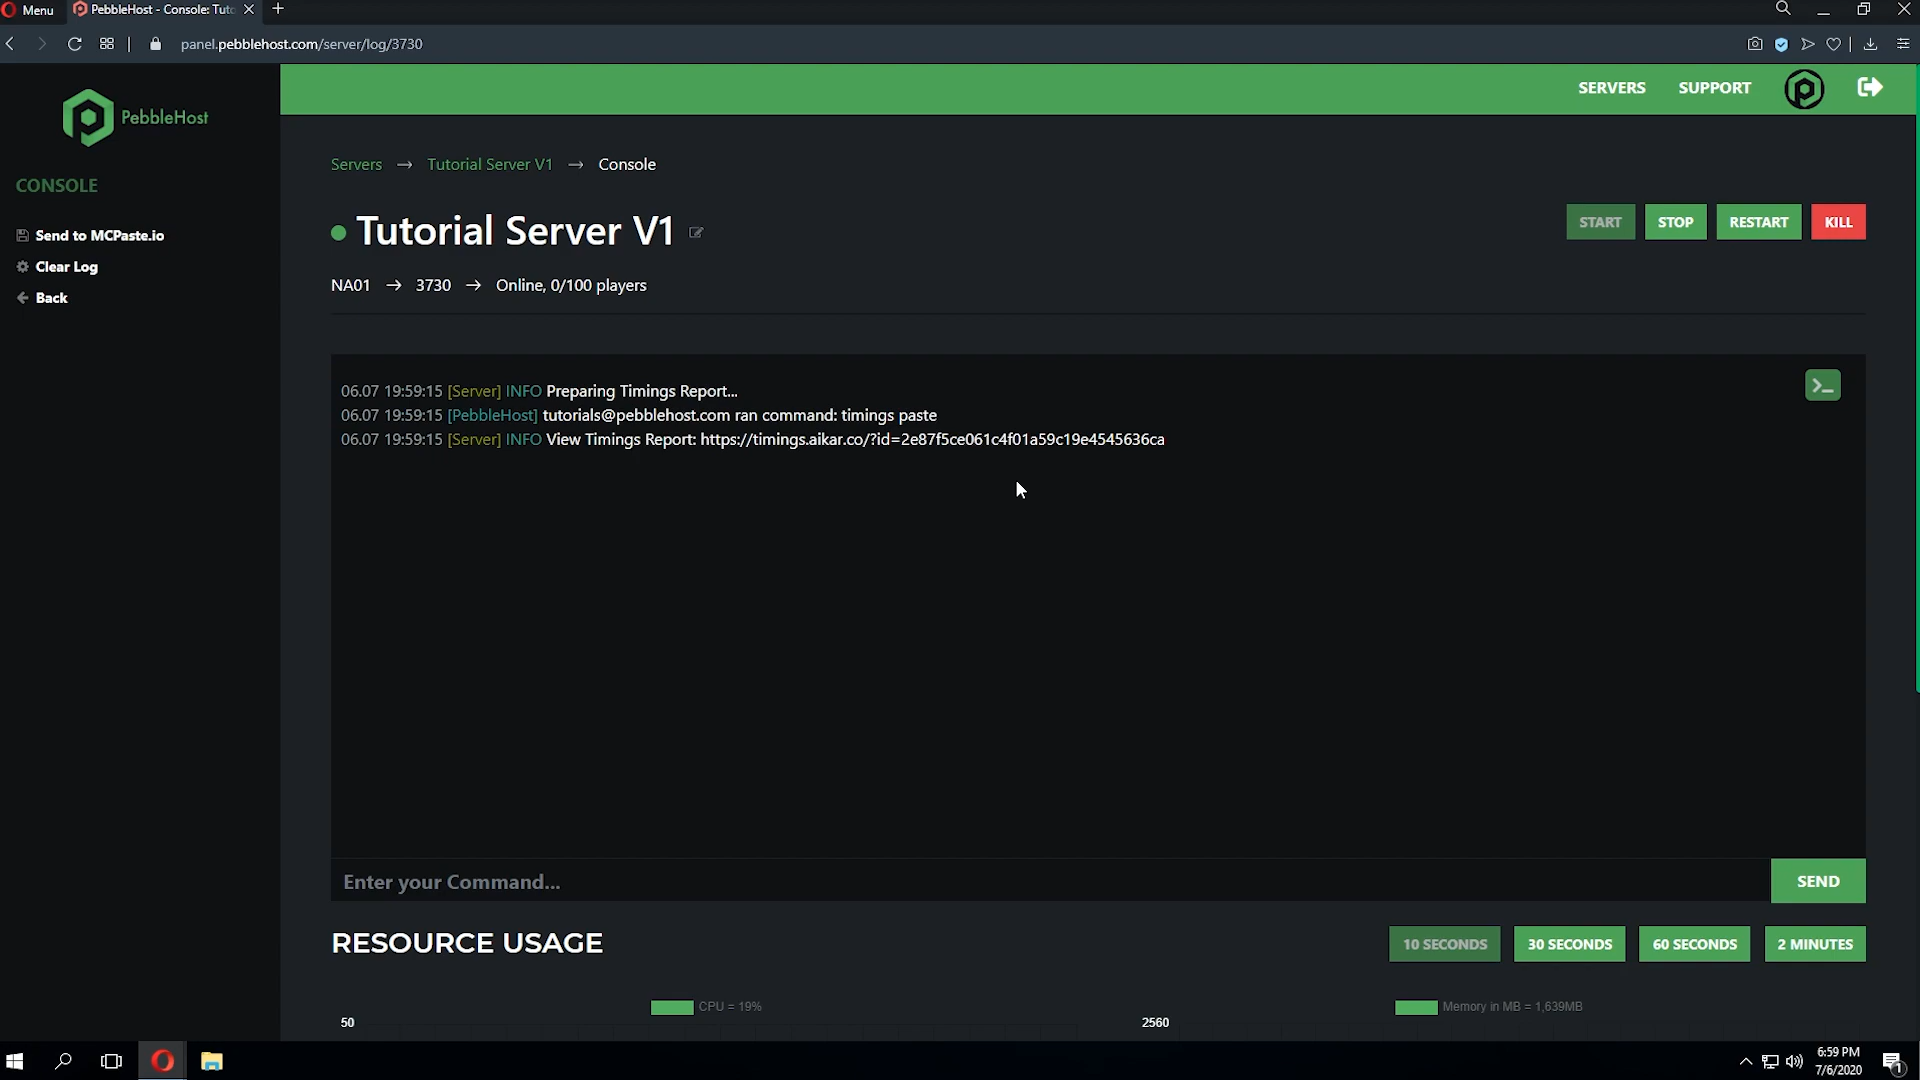 Menu
PebbleHost - Console: Tuto
panel.pebblehost.com/server/log/3730
PebbleHost
SERVERS
SUPPORT
CONSOLE
Send to MCPaste.io
Clear Log
Back
Servers → Tutorial Server V1 → Console
Tutorial Server V1
START
STOP
RESTART
KILL
NA01 → 3730 → Online, 0/100 players
06.07 19:59:15 [Server] INFO Preparing Timings Report...
06.07 19:59:15 [PebbleHost] tutorials@pebblehost.com ran command: timings paste
06.07 19:59:15 [Server] INFO View Timings Report: https://timings.aikar.co/?id=2e87f5ce061c4f01a59c19e4545636ca
Enter your Command...
SEND
RESOURCE USAGE
10 SECONDS
30 SECONDS
60 SECONDS
2 MINUTES
CPU = 19%
Memory in MB = 1,639MB
50
2560
6:59 PM
7/6/2020
1